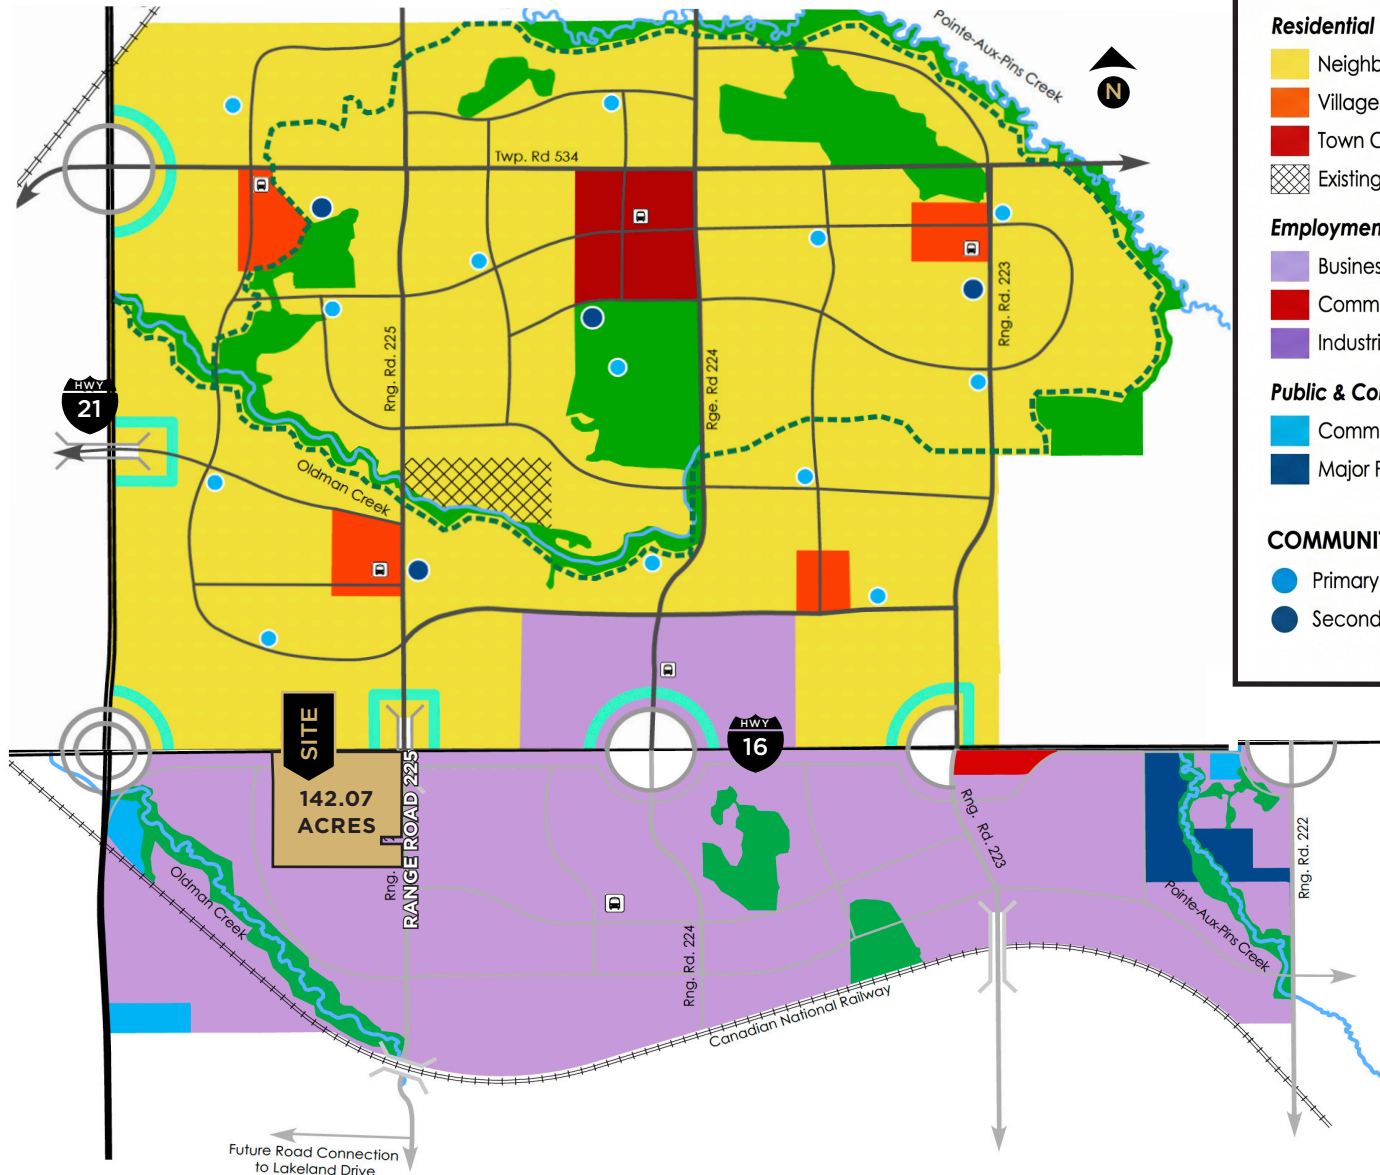 Pointe-Aux-Pins Creek
N
Twp. Rd 534
Rng. Rd. 225
Rge. Rd 224
Rng. Rd. 223
HWY
21
Oldman Creek
SITE
142.07
ACRES
HWY
16
RANGE ROAD 225
Rng.
Oldman Creek
Rng. Rd. 224
Rng. Rd. 223
Rng. Rd. 222
Pointe-Aux-Pins Creek
Canadian National Railway
Future Road Connection
to Lakeland Drive
Residential
Neighb
Village
Town C
Existing
Employmen
Busines
Comm
Industri
Public & Co
Comm
Major F
COMMUNIT
Primary
Second